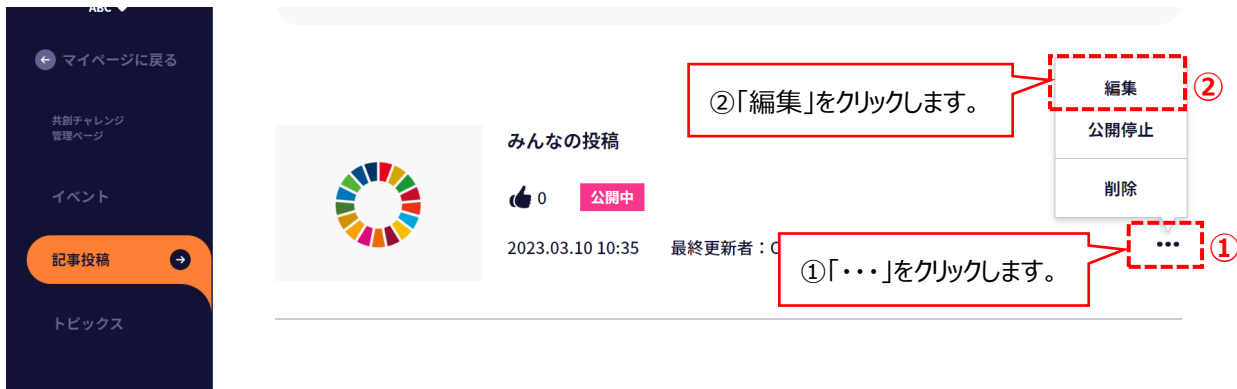 ABC
マイページに戻る
共創チャレンジ
管理ページ
イベント
記事投稿
トピックス
みんなの投稿
0
公開中
2023.03.10 10:35
最終更新者：
②「編集」をクリックします。
編集
②
公開停止
削除
①「・・・」をクリックします。
①